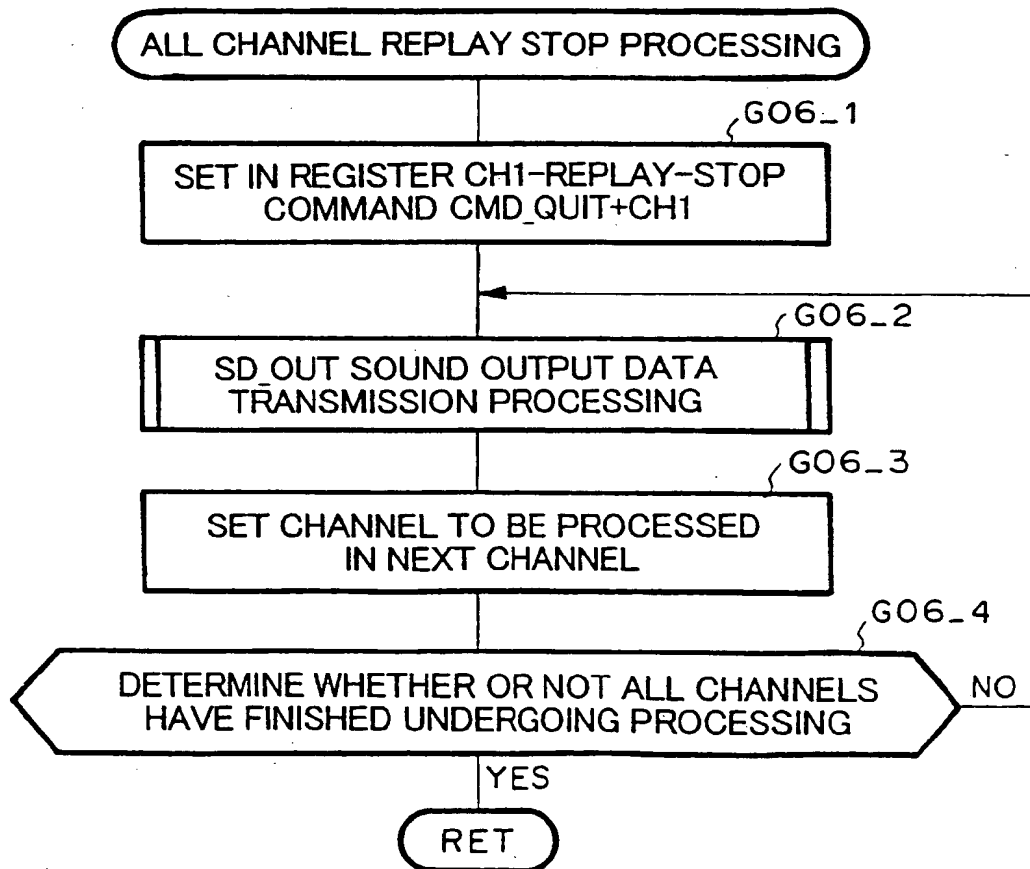 ALL CHANNEL REPLAY STOP PROCESSING
G06_1
SET IN REGISTER CH1-REPLAY-STOP
COMMAND CMD_QUIT+CH1
G06_2
SD_OUT SOUND OUTPUT DATA
TRANSMISSION PROCESSING
G06_3
SET CHANNEL TO BE PROCESSED
IN NEXT CHANNEL
G06_4
DETERMINE WHETHER OR NOT ALL CHANNELS
HAVE FINISHED UNDERGOING PROCESSING
NO
YES
RET